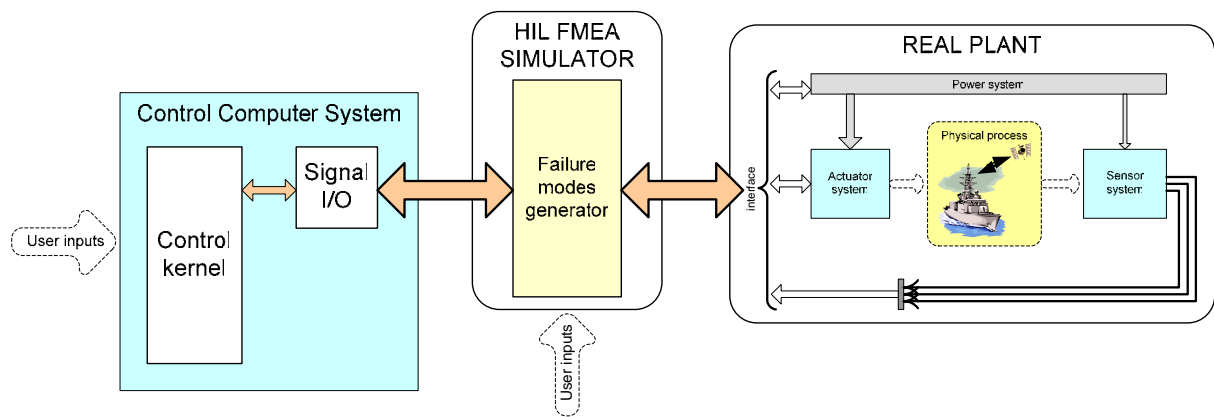 HIL FMEA
SIMULATOR
REAL PLANT
Control Computer System
Control
kernel
Signal
I/O
Failure
modes
generator
interface
Power system
Actuator
system
Physical process
Sensor
system
User inputs
User inputs